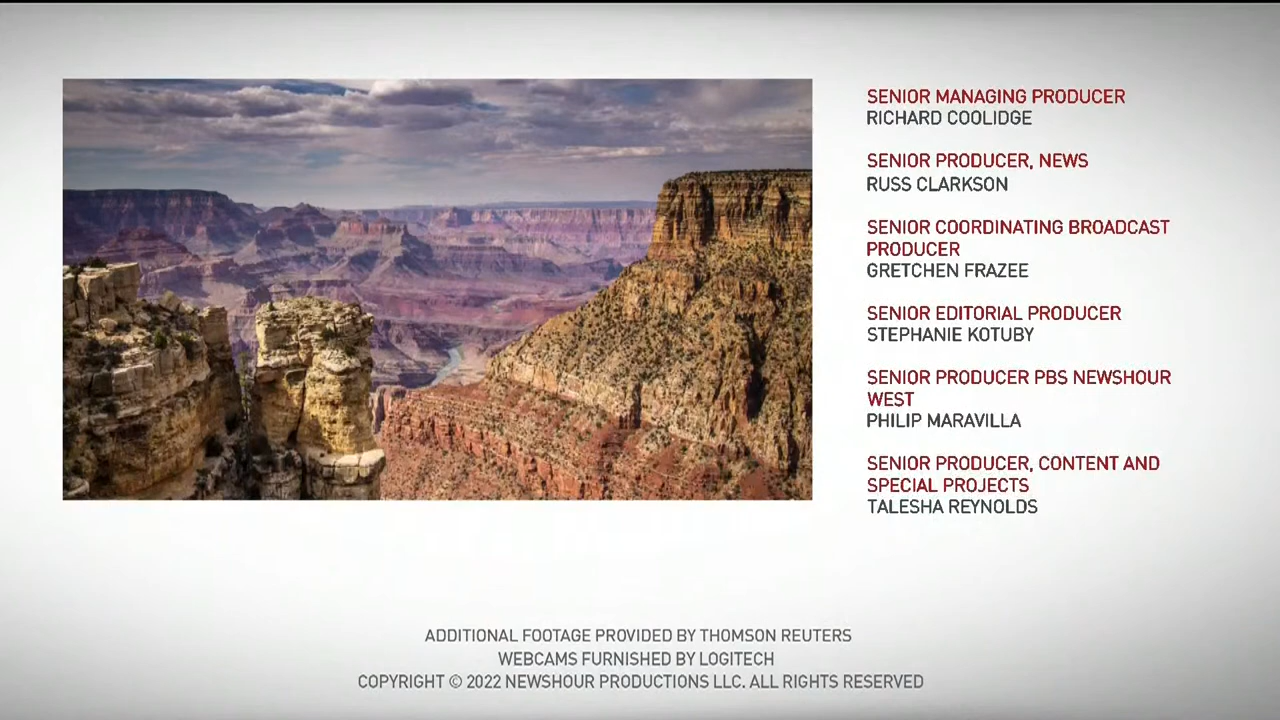 SENIOR MANAGING PRODUCER
RICHARD COOLIDGE
SENIOR PRODUCER, NEWS
RUSS CLARKSON
SENIOR COORDINATING BROADCAST
PRODUCER
GRETCHEN FRAZEE
SENIOR EDITORIAL PRODUCER
STEPHANIE KOTUBY
SENIOR PRODUCER PBS NEWSHOUR
WEST
PHILIP MARAVILLA
SENIOR PRODUCER, CONTENT AND
SPECIAL PROJECTS
TALESHA REYNOLDS
ADDITIONAL FOOTAGE PROVIDED BY THOMSON REUTERS
WEBCAMS FURNISHED BY LOGITECH
COPYRIGHT © 2022 NEWSHOUR PRODUCTIONS LLC. ALL RIGHTS RESERVED